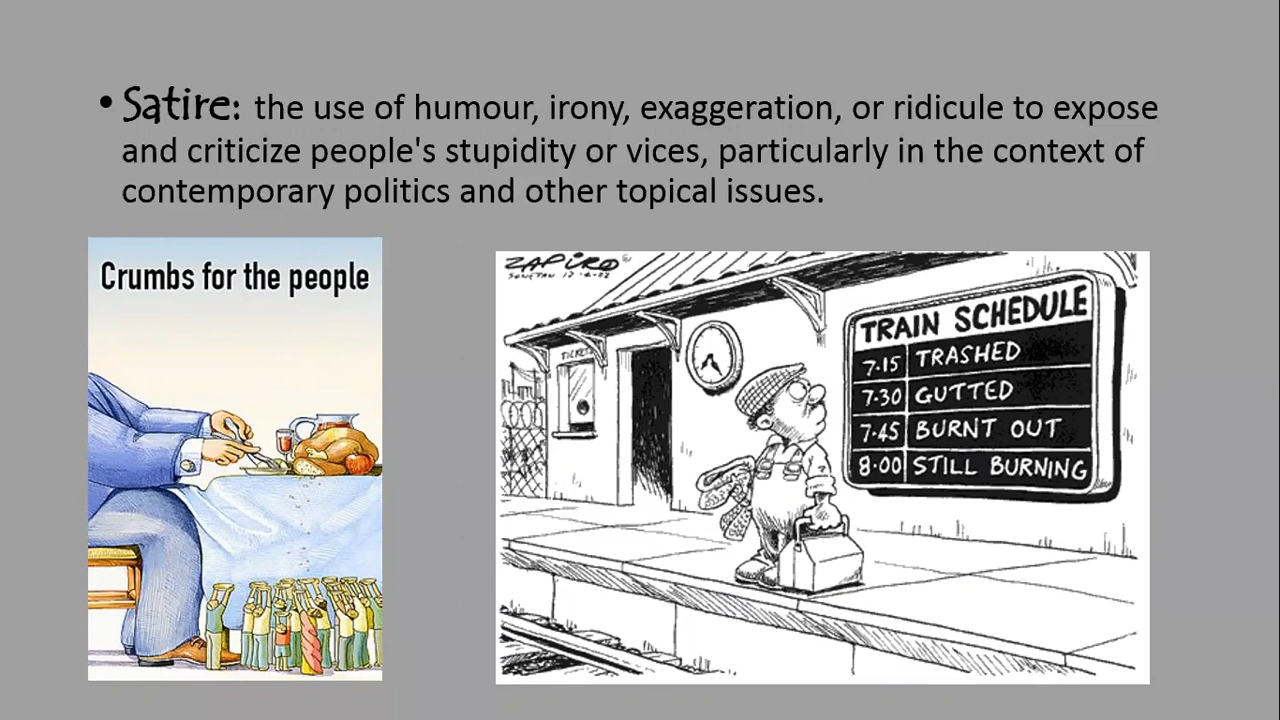 • Satire: the use of humour, irony, exaggeration, or ridicule to expose
and criticize people's stupidity or vices, particularly in the context of
contemporary politics and other topical issues.
Crumbs for the people
ZAPIRO
TRAIN SCHEDULE
7·15 TRASHED
7·30 GUTTED
7·45 BURNT OUT
8·00 STILL BURNING